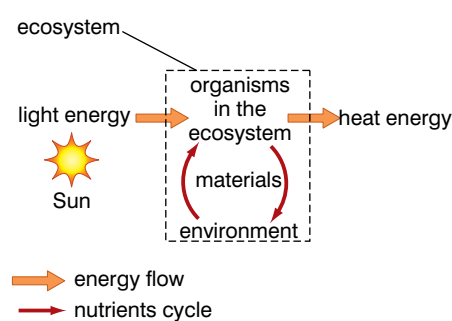 ecosystem
organisms
in the
ecosystem
light energy
heat energy
Sun
materials
environment
energy flow
nutrients cycle